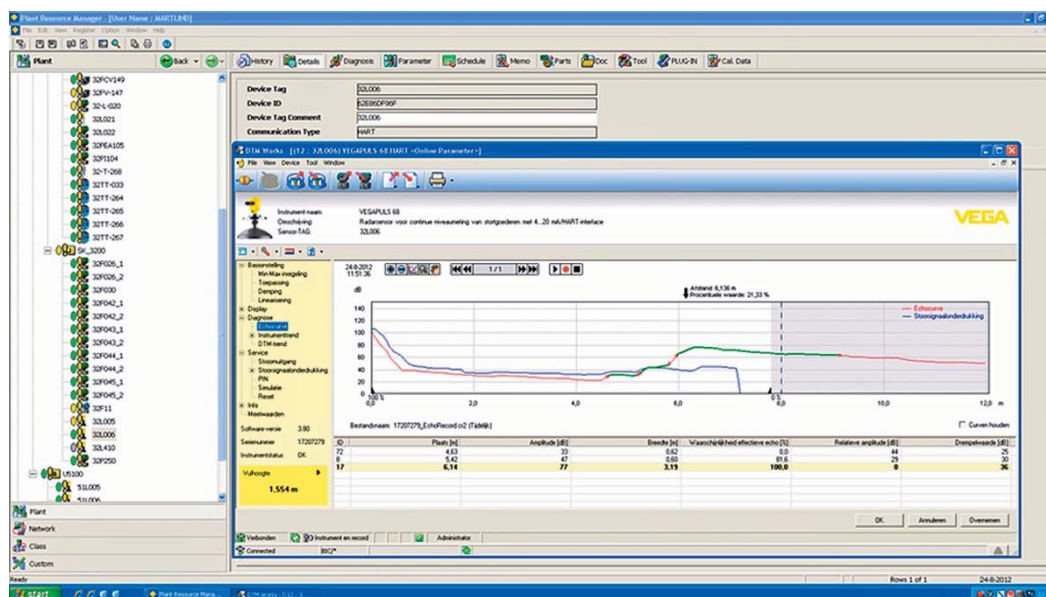 Plant Resource Manager - [User Name : MARTIJND]
File Edit View Register Option Window Help
Plant Back
History Details Diagnosis Parameter Schedule Memo Parts Doc Tool PLUG-IN Cal. Data
32FCV149
32FV-147
32-L-020
32L021
32L022
32PEA105
32PI104
32-T-268
32TT-033
32TT-264
32TT-265
32TT-266
32TT-267
SK_3200
32F026_1
32F026_2
32F030
32F042_1
32F042_2
32F043_1
32F043_2
32F044_1
32F044_2
32F045_1
32F045_2
32F11
32L005
32L006
32L410
32P250
US100
51L005
51L006
Plant
Network
Class
Custom
Device Tag 32L006
Device ID 62E86DF96F
Device Tag Comment 32L006
Communication Type HART
DTM Works - [(12 : 32L006) VEGAPULS 68 HART -Online Parameter-]
File View Device Tool Window
Instrument naam: VEGAPULS 68
Omschrijving: Radarsensor voor continue niveaumeting van stortgoederen met 4..20 mA/HART-interface
Sensor-TAG: 32L006
VEGA
Basisinstelling
Min-Max inregeling
Toepassing
Demping
Linearisering
Display
Diagnose
Echocurve
Instrumenttrend
DTM-trend
Service
Stroomuitgang
Stoorsignaalonderdrukking
PIN
Simulatie
Reset
Info
Meetwaarden
Software-versie 3.80
Serienummer 17207279
Instrumentstatus OK
Vulhoogte
1,554 m
24-8-2012
11:51:36
1/1
Afstand: 6,136 m
Procentuele waarde: 21,33 %
dB
140
120
100
80
60
40
20
0
100 %
0 %
0,0 2,0 4,0 6,0 8,0 10,0 12,0 m
Echocurve
Stoorsignaalonderdrukking
Bestandsnaam: 17207279_EchoRecord.cr2 (Tijdelijk)
Curven houden
ID Plaats [m] Amplitude [dB] Breedte [m] Waarschijnlijkheid effectieve echo [%] Relatieve amplitude [dB] Drempelwaarde [dB]
72 4,63 33 0,62 0,0 44 25
8 5,42 47 0,60 81,6 29 30
17 6,14 77 3,19 100,0 0 36
OK Annuleren Overnemen
Verbonden Instrument en record Administrator
Connected
Ready Rows 1 of 1 24-8-2012
start Plant Resource Mana...